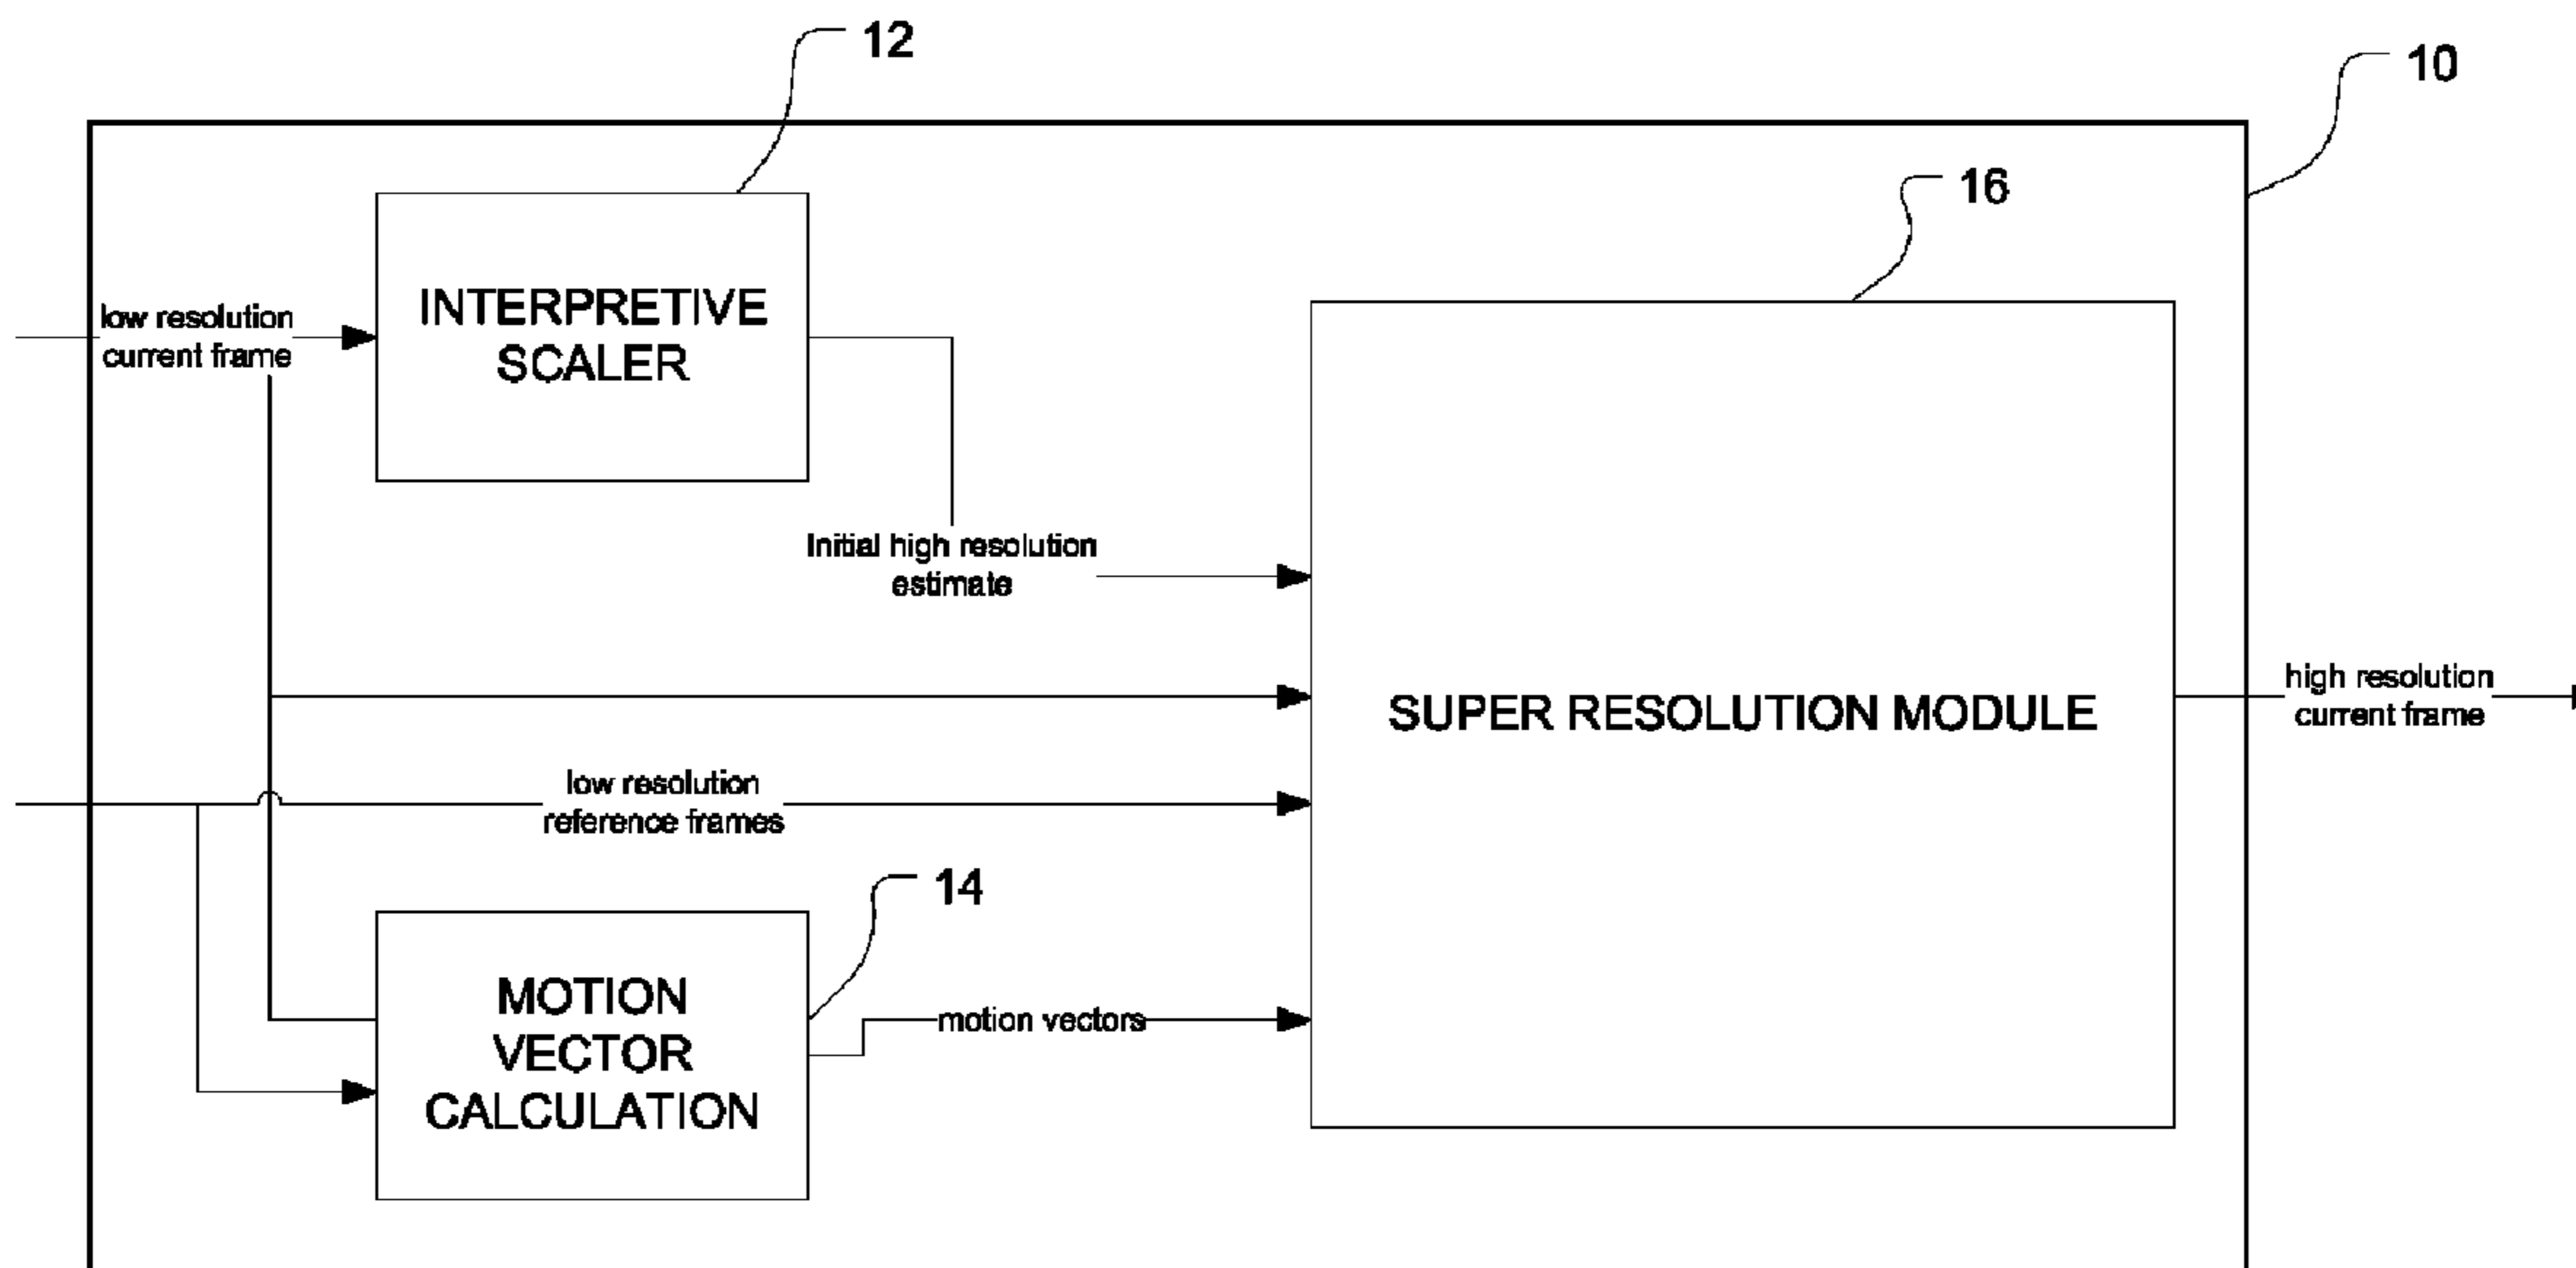 12
10
16
low resolution
current frame
INTERPRETIVE
SCALER
Initial high resolution
estimate
SUPER RESOLUTION MODULE
high resolution
current frame
low resolution
reference frames
14
MOTION
VECTOR
CALCULATION
motion vectors